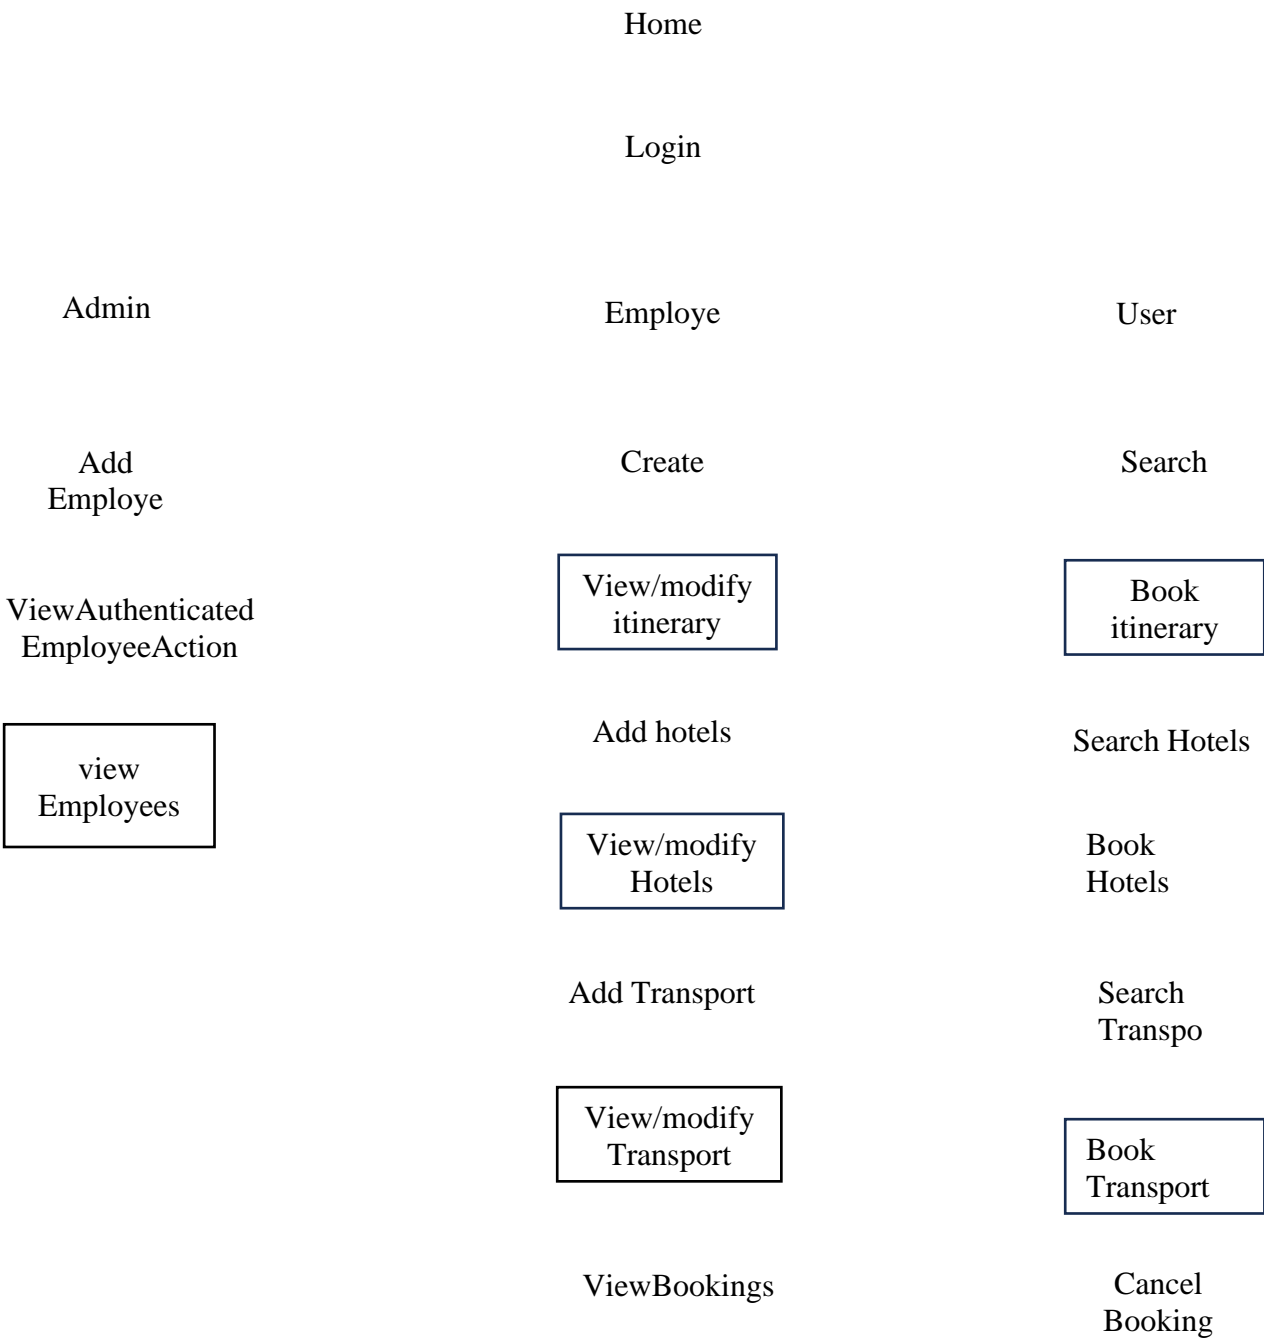 Home
Login
Admin
Employe
User
Add
Employe
Create
Search
ViewAuthenticated
EmployeeAction
View/modify
itinerary
Book
itinerary
view
Employees
Add hotels
Search Hotels
View/modify
Hotels
Book
Hotels
Add Transport
Search
Transpo
View/modify
Transport
Book
Transport
ViewBookings
Cancel
Booking